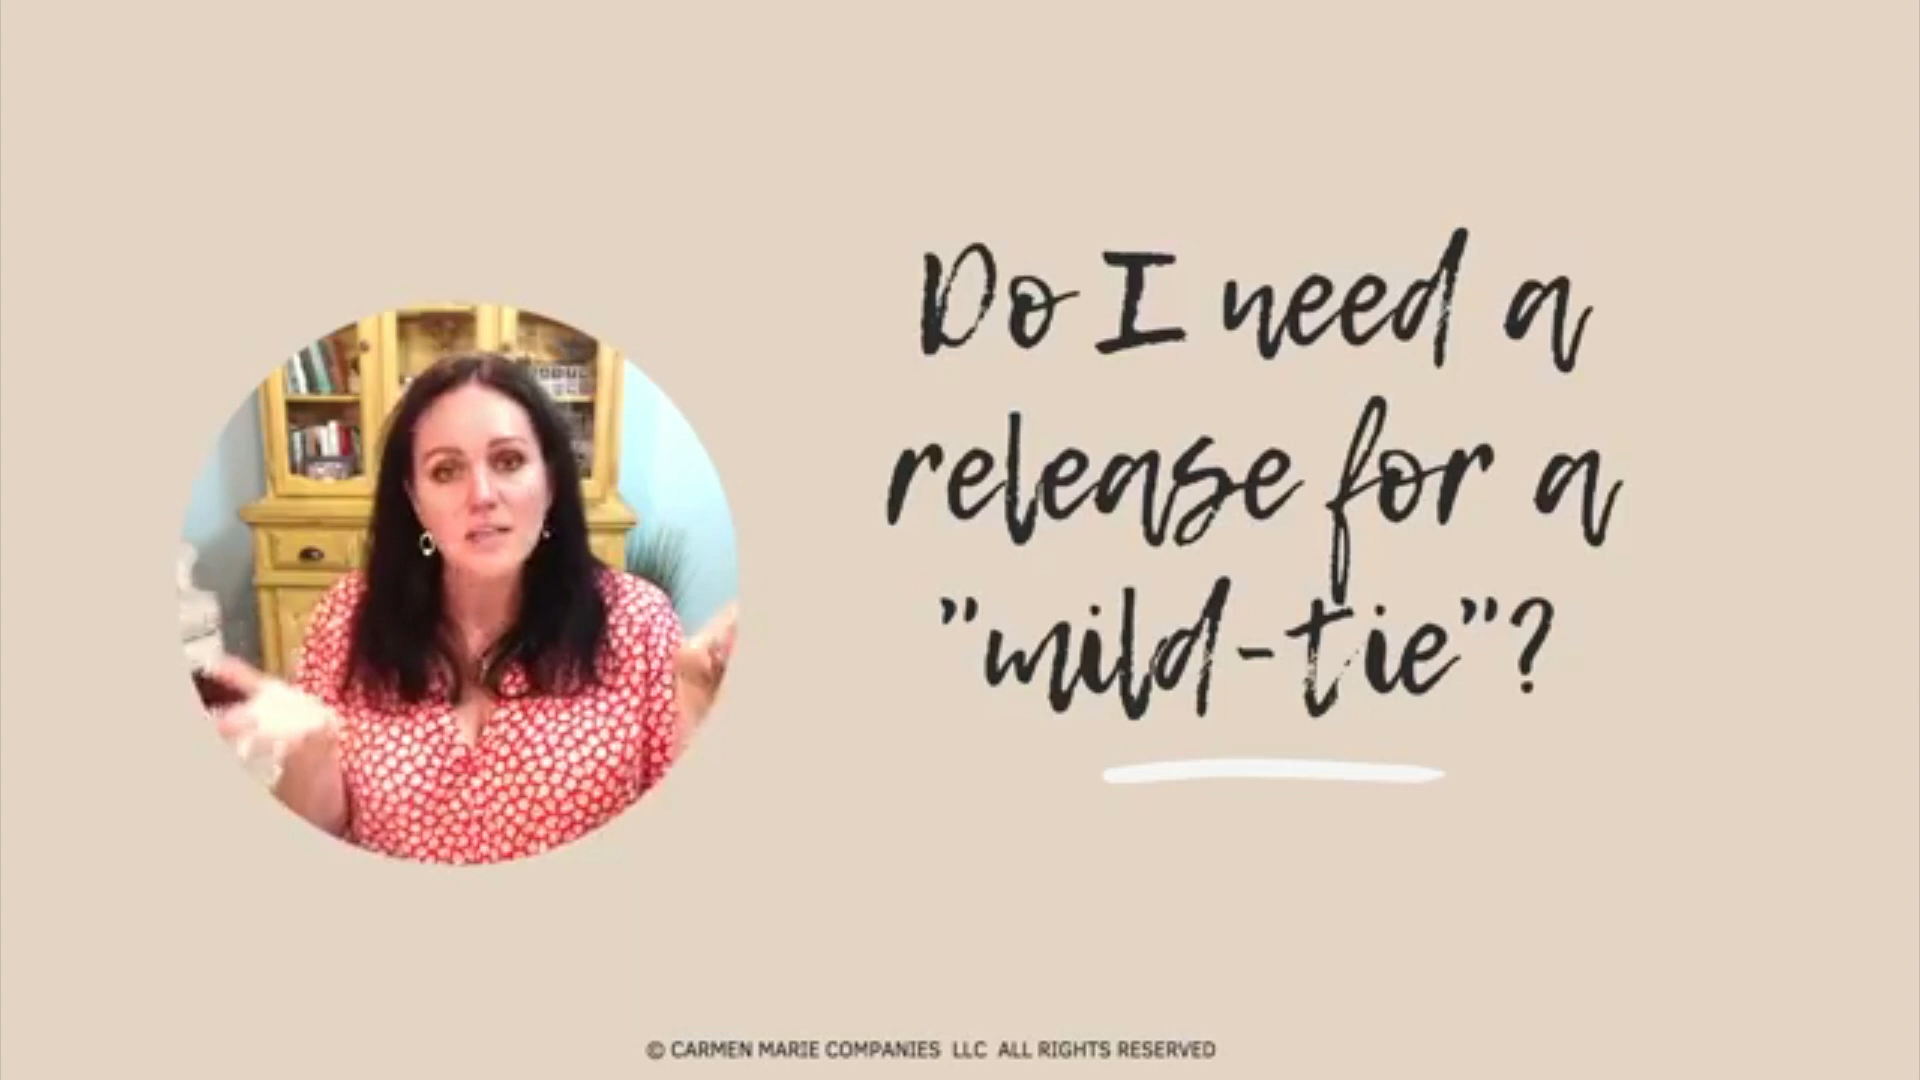 Do I need a
release for a
"mild-tie"?
© CARMEN MARIE COMPANIES LLC ALL RIGHTS RESERVED